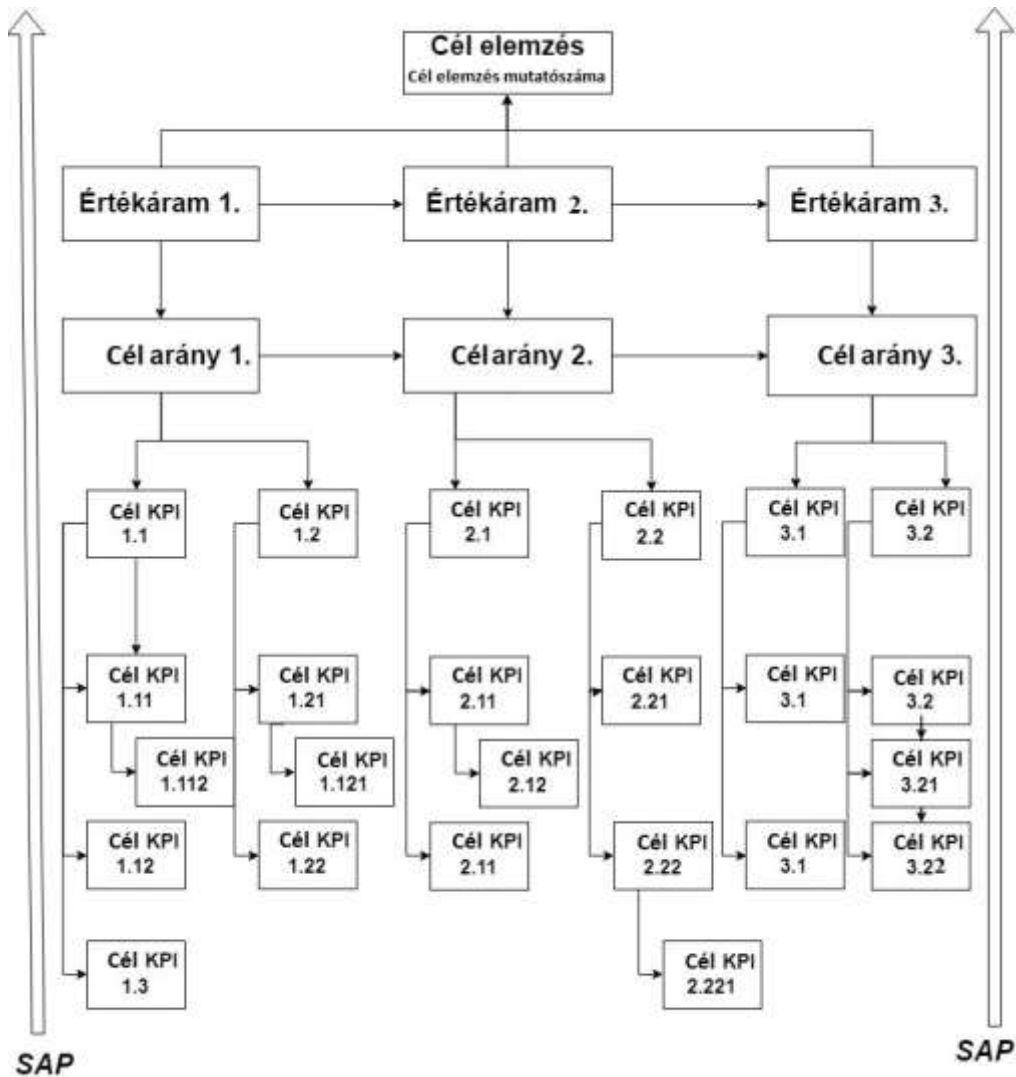 Cél elemzés
Cél elemzés mutatószáma
Értékáram 1.
Értékáram 2.
Értékáram 3.
Cél arány 1.
Cél arány 2.
Cél arány 3.
Cél KPI
1.1
Cél KPI
1.2
Cél KPI
2.1
Cél KPI
2.2
Cél KPI
3.1
Cél KPI
3.2
Cél KPI
1.11
Cél KPI
1.21
Cél KPI
2.11
Cél KPI
2.21
Cél KPI
3.1
Cél KPI
3.2
Cél KPI
1.112
Cél KPI
1.121
Cél KPI
2.12
Cél KPI
3.21
Cél KPI
1.12
Cél KPI
1.22
Cél KPI
2.11
Cél KPI
2.22
Cél KPI
3.1
Cél KPI
3.22
Cél KPI
1.3
Cél KPI
2.221
SAP
SAP